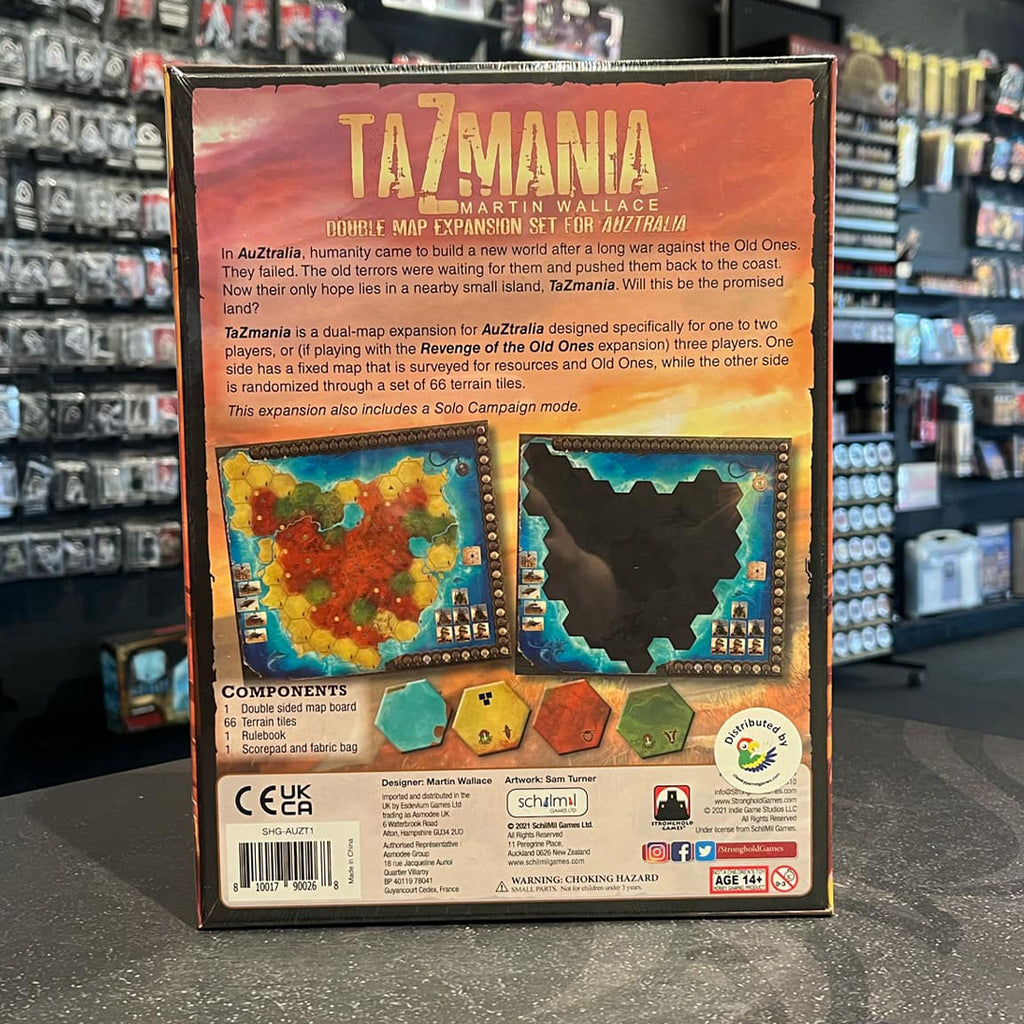 TAZMANIA
MARTIN WALLACE
DOUBLE MAP EXPANSION SET FOR AUZTRALIA
In AuZtralia, humanity came to build a new world after a long war against the Old Ones.
They failed. The old terrors were waiting for them and pushed them back to the coast.
Now their only hope lies in a nearby small island, TaZmania. Will this be the promised
land?
TaZmania is a dual-map expansion for AuZtralia designed specifically for one to two
players, or (if playing with the Revenge of the Old Ones expansion) three players. One
side has a fixed map that is surveyed for resources and Old Ones, while the other side
is randomized through a set of 66 terrain tiles.
This expansion also includes a Solo Campaign mode.
COMPONENTS
1 Double sided map board
66 Terrain tiles
1 Rulebook
1 Scorepad and fabric bag
Distributed by
CE UK
CA
SHG-AUZT1
8 10017 90026 8
Made in China
Designer: Martin Wallace
Artwork: Sam Turner
Imported and distributed in the
UK by Esdevium Games Ltd
trading as Asmodee UK
6 Waterbrook Road
Alton, Hampshire GU34 2UD
Authorised Representative:
Asmodee Group
18 rue Jacqueline Auriol
Quartier Villaroy
BP 40119 78041
Guyancourt Cedex, France
schilmil
GAMES LTD
© 2021 SchilMil Games Ltd.
All Rights Reserved
11 Peregrine Place,
Auckland 0626 New Zealand
www.schilmilgames.com
STRONGHOLD
GAMES
www.StrongholdGames.com
© 2021 Indie Game Studios LLC
All Rights Reserved
Under license from SchilMil Games.
/StrongholdGames
WARNING: CHOKING HAZARD
SMALL PARTS. Not for children under 3 years.
AGE 14+
0-3